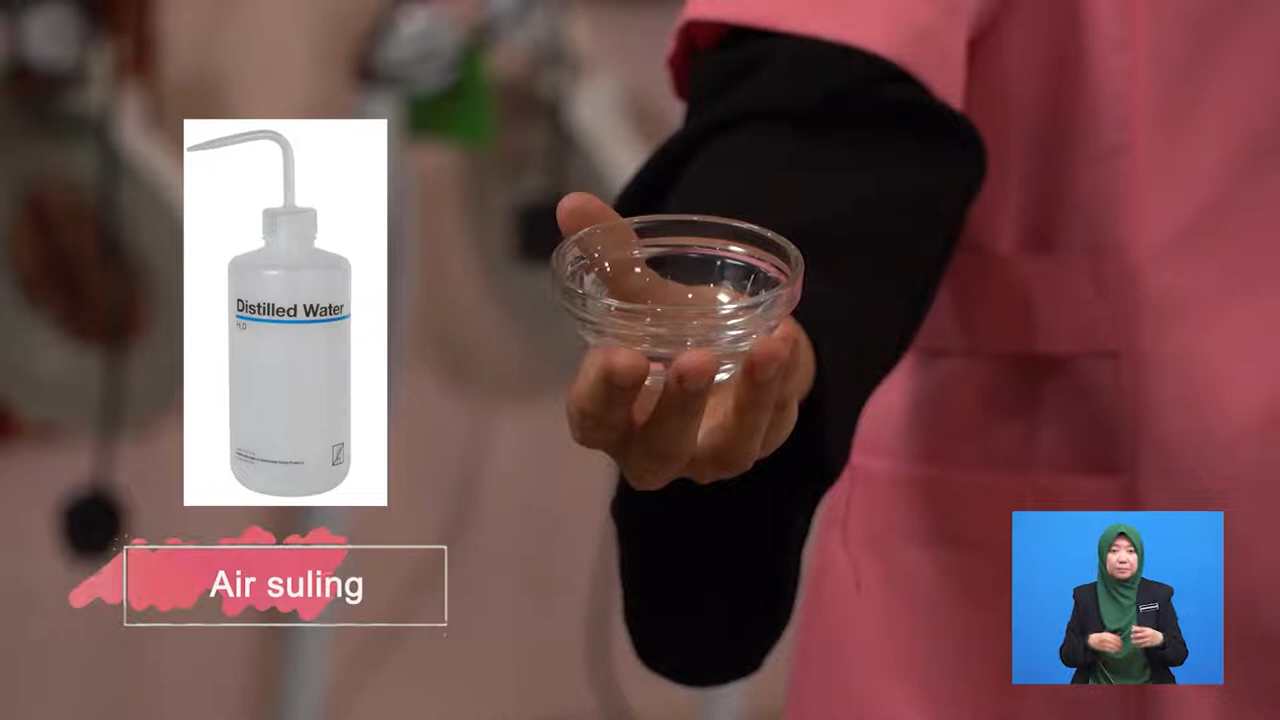 Distilled Water
H₂O
Air suling